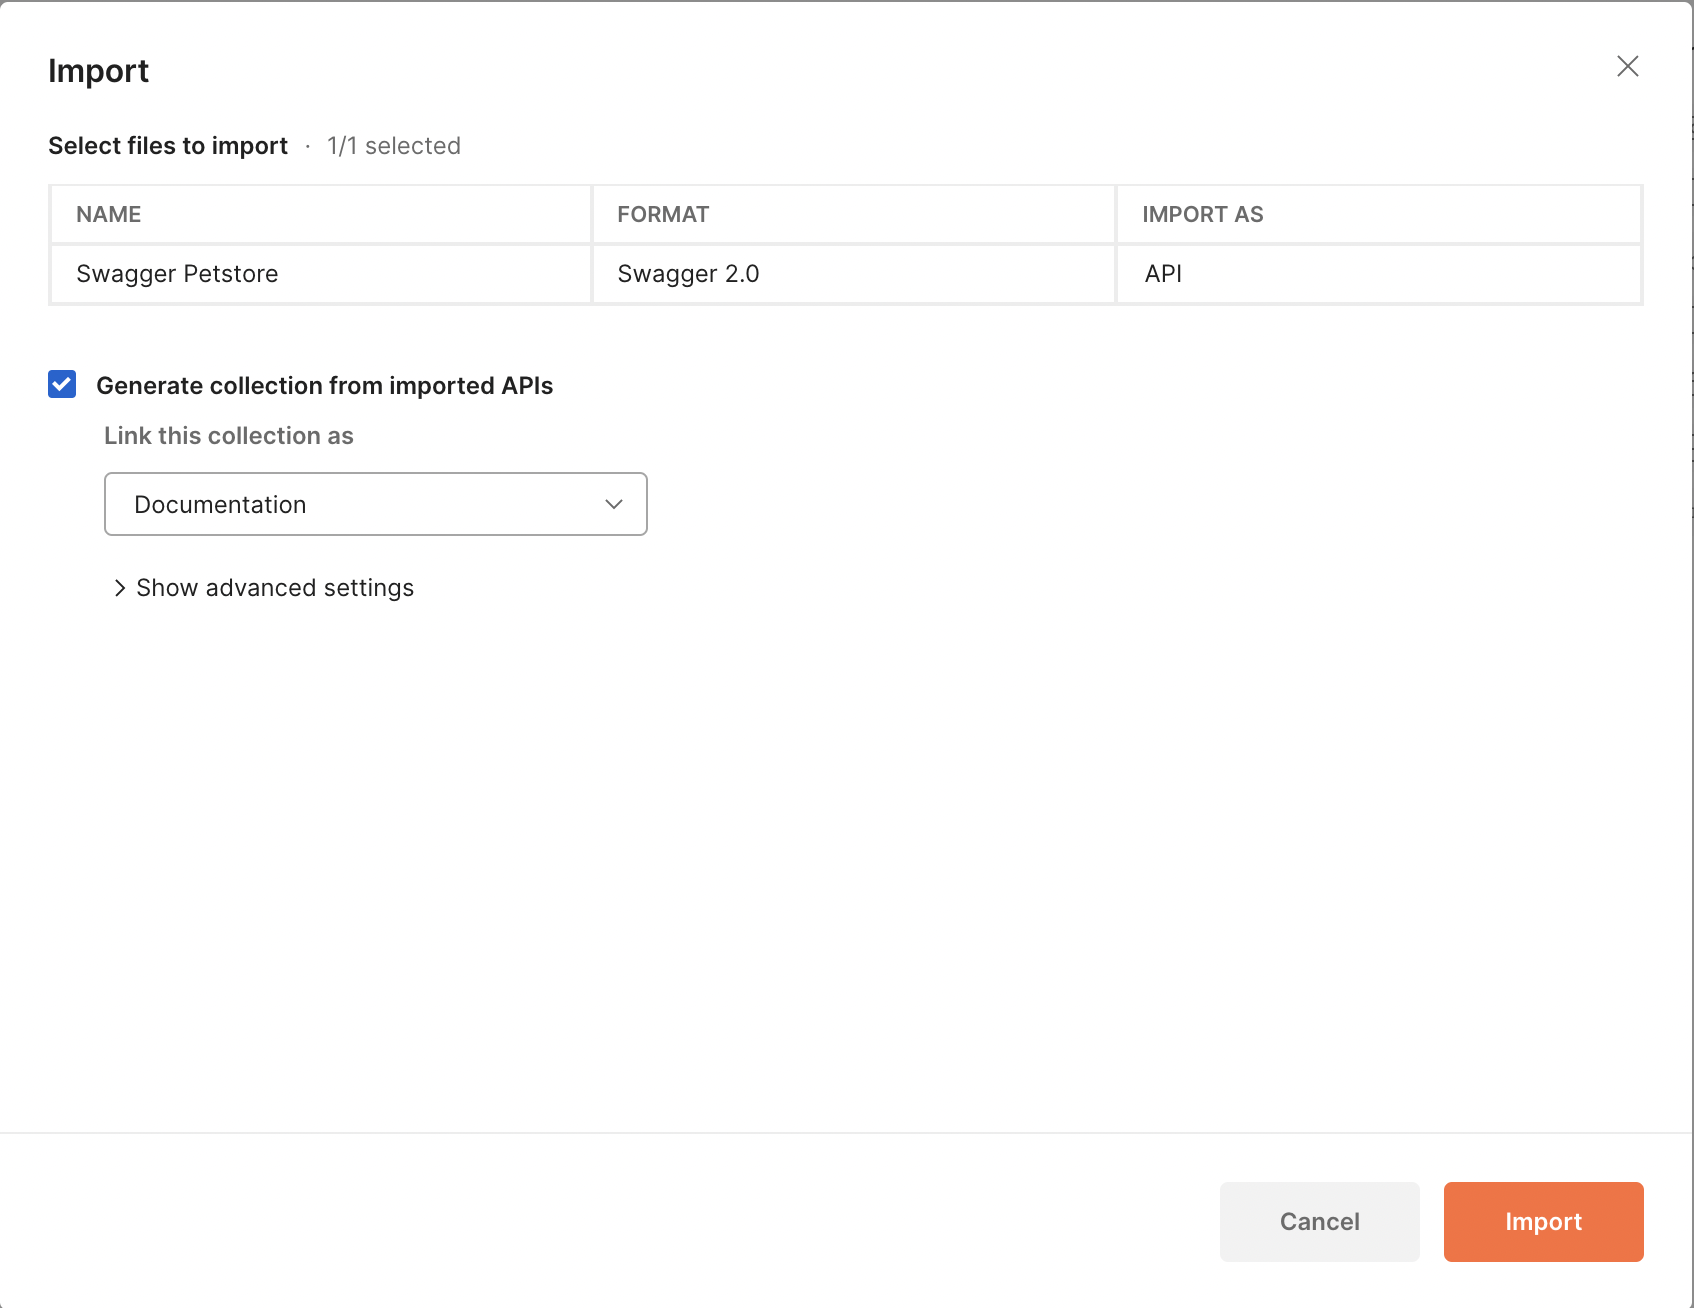 Import
Select files to import · 1/1 selected
NAME FORMAT IMPORT AS
Swagger Petstore Swagger 2.0 API
Generate collection from imported APIs
Link this collection as
Documentation
Show advanced settings
Cancel Import